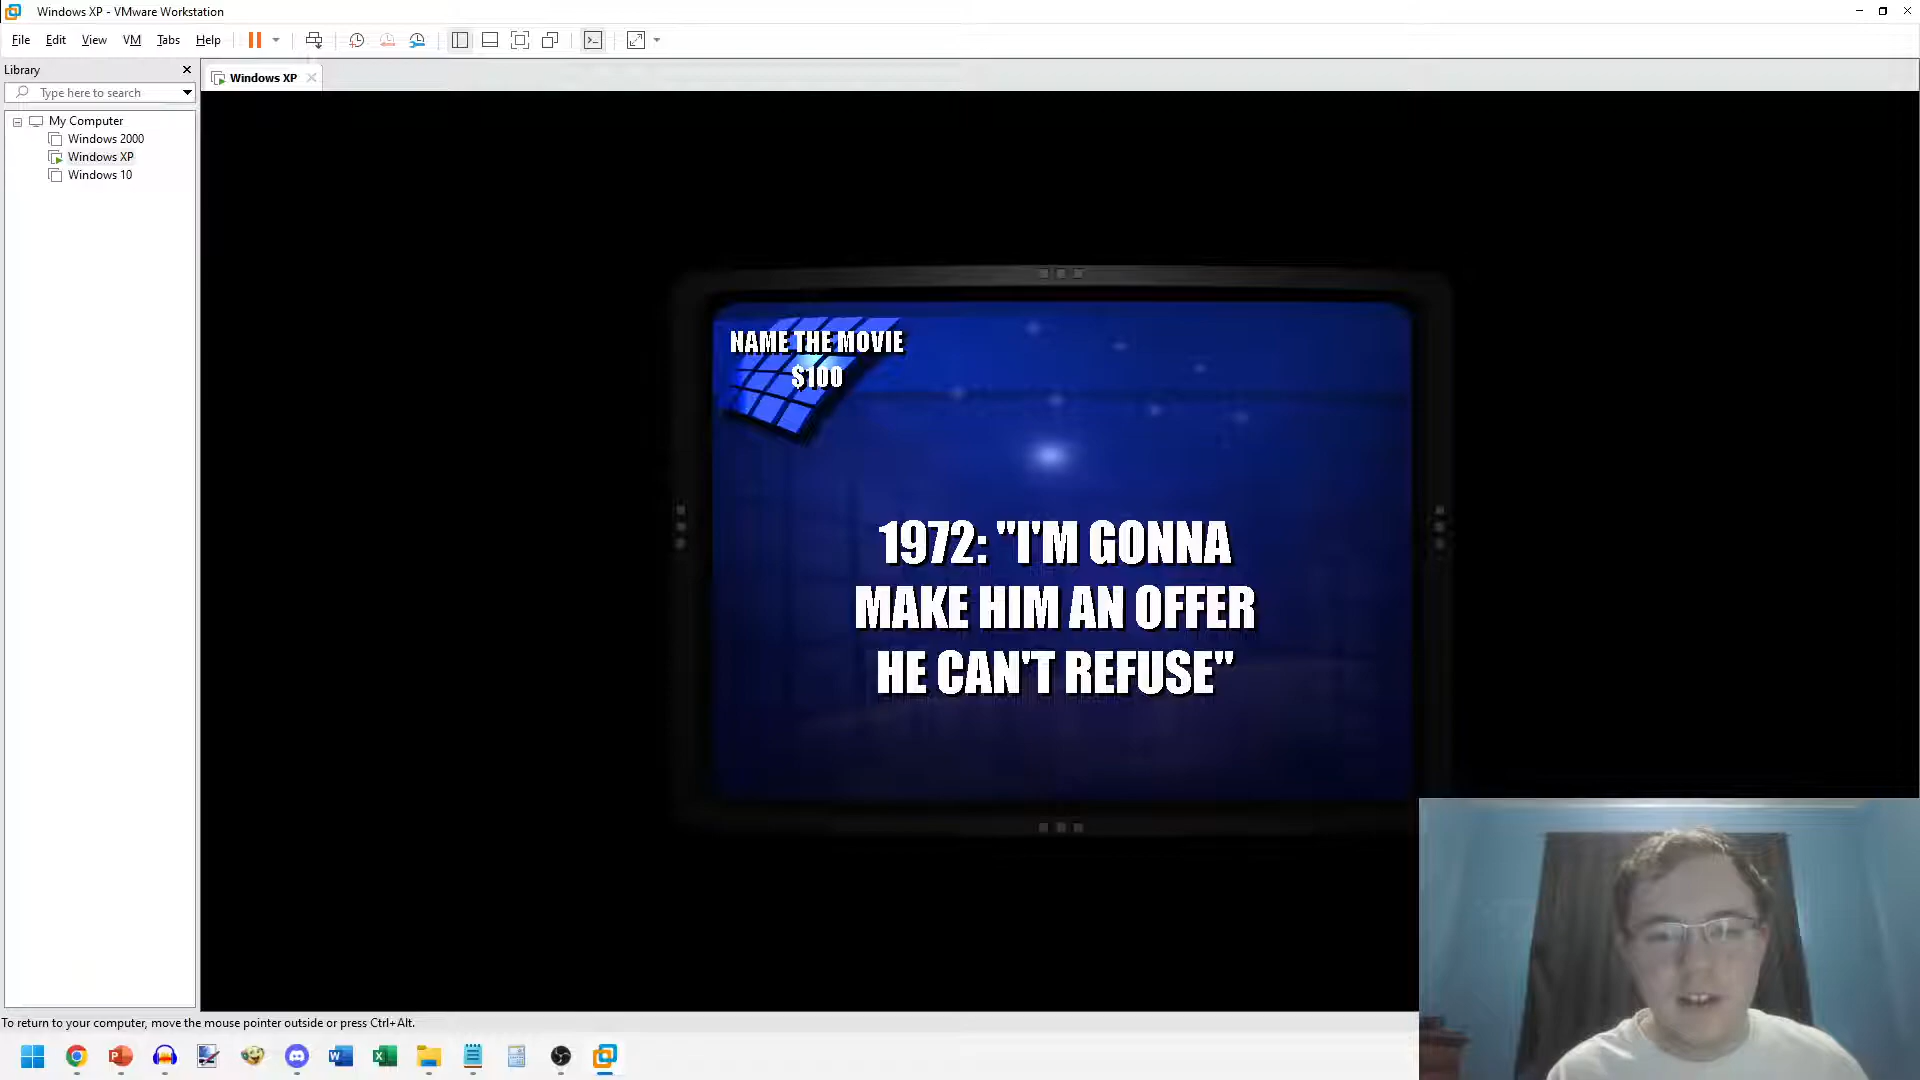 Windows XP - VMware Workstation
File Edit View VM Tabs Help
Library
Type here to search
My Computer
Windows 2000
Windows XP
Windows 10
Windows XP
NAME THE MOVIE
$100
1972: "I'M GONNA
MAKE HIM AN OFFER
HE CAN'T REFUSE"
To return to your computer, move the mouse pointer outside or press Ctrl+Alt.